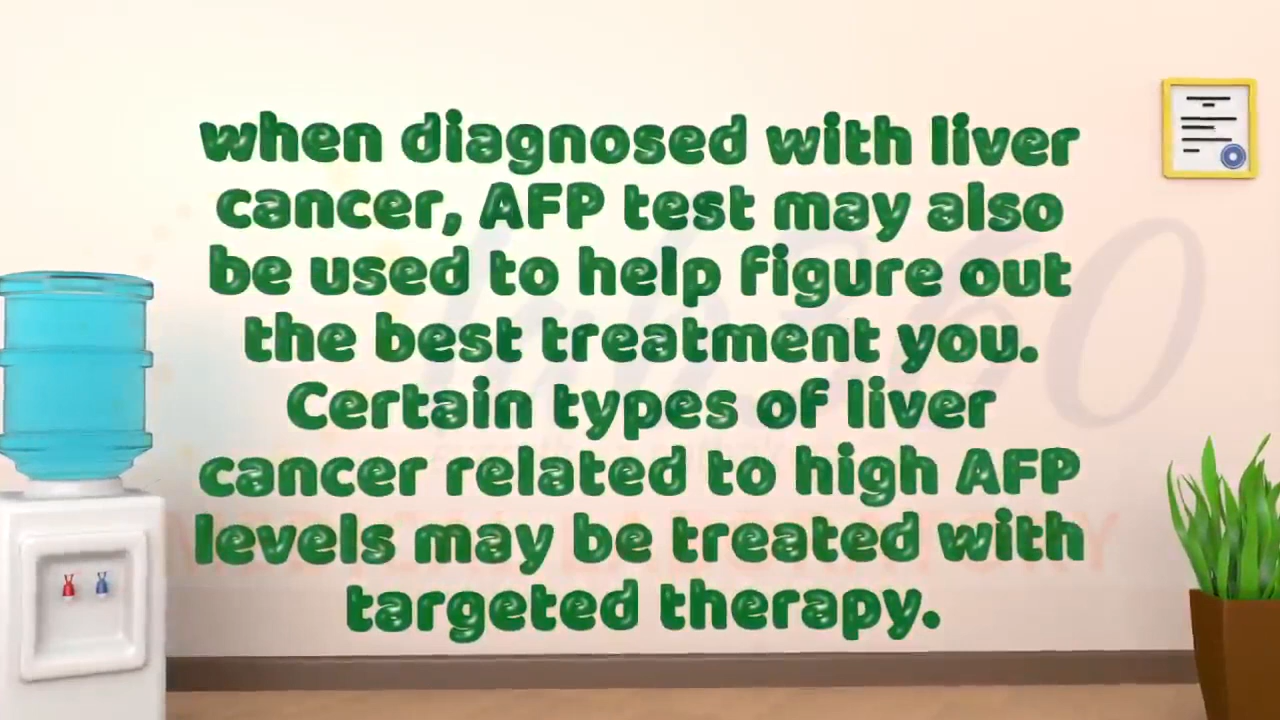 when diagnosed with liver
cancer, AFP test may also
be used to help figure out
the best treatment you.
Certain types of liver
cancer related to high AFP
levels may be treated with
targeted therapy.